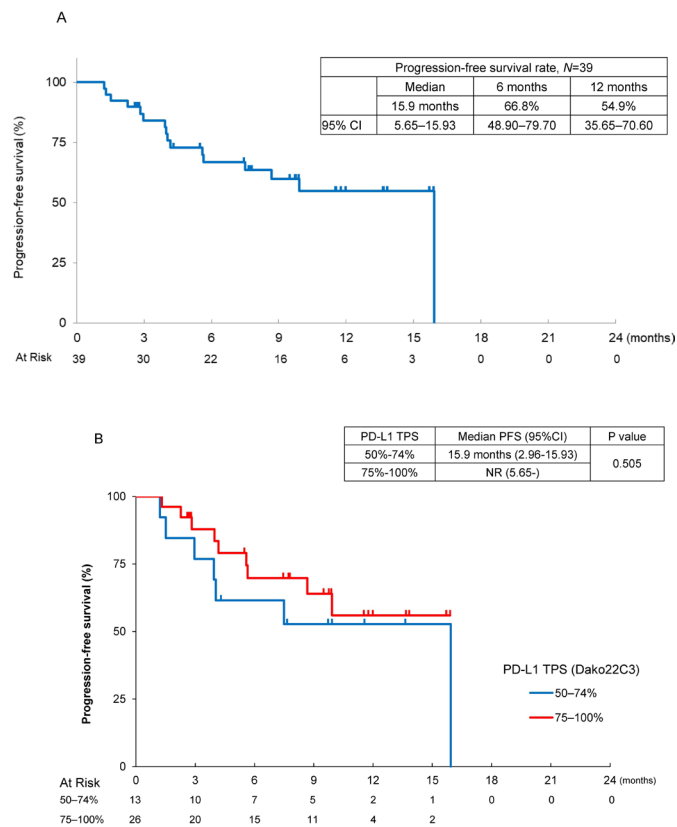 A
Progression-free survival rate, N=39
Median 6 months 12 months
15.9 months 66.8% 54.9%
95% CI 5.65–15.93 48.90–79.70 35.65–70.60
Progression-free survival (%)
100
75
50
25
0
0 3 6 9 12 15 18 21 24 (months)
At Risk
39 30 22 16 6 3 0 0 0
B
PD-L1 TPS Median PFS (95%CI) P value
50%-74% 15.9 months (2.96-15.93) 0.505
75%-100% NR (5.65-)
Progression-free survival (%)
100
75
50
25
0
PD-L1 TPS (Dako22C3)
50–74%
75–100%
0 3 6 9 12 15 18 21 24 (months)
At Risk
50–74% 13 10 7 5 2 1 0 0 0
75–100% 26 20 15 11 4 2